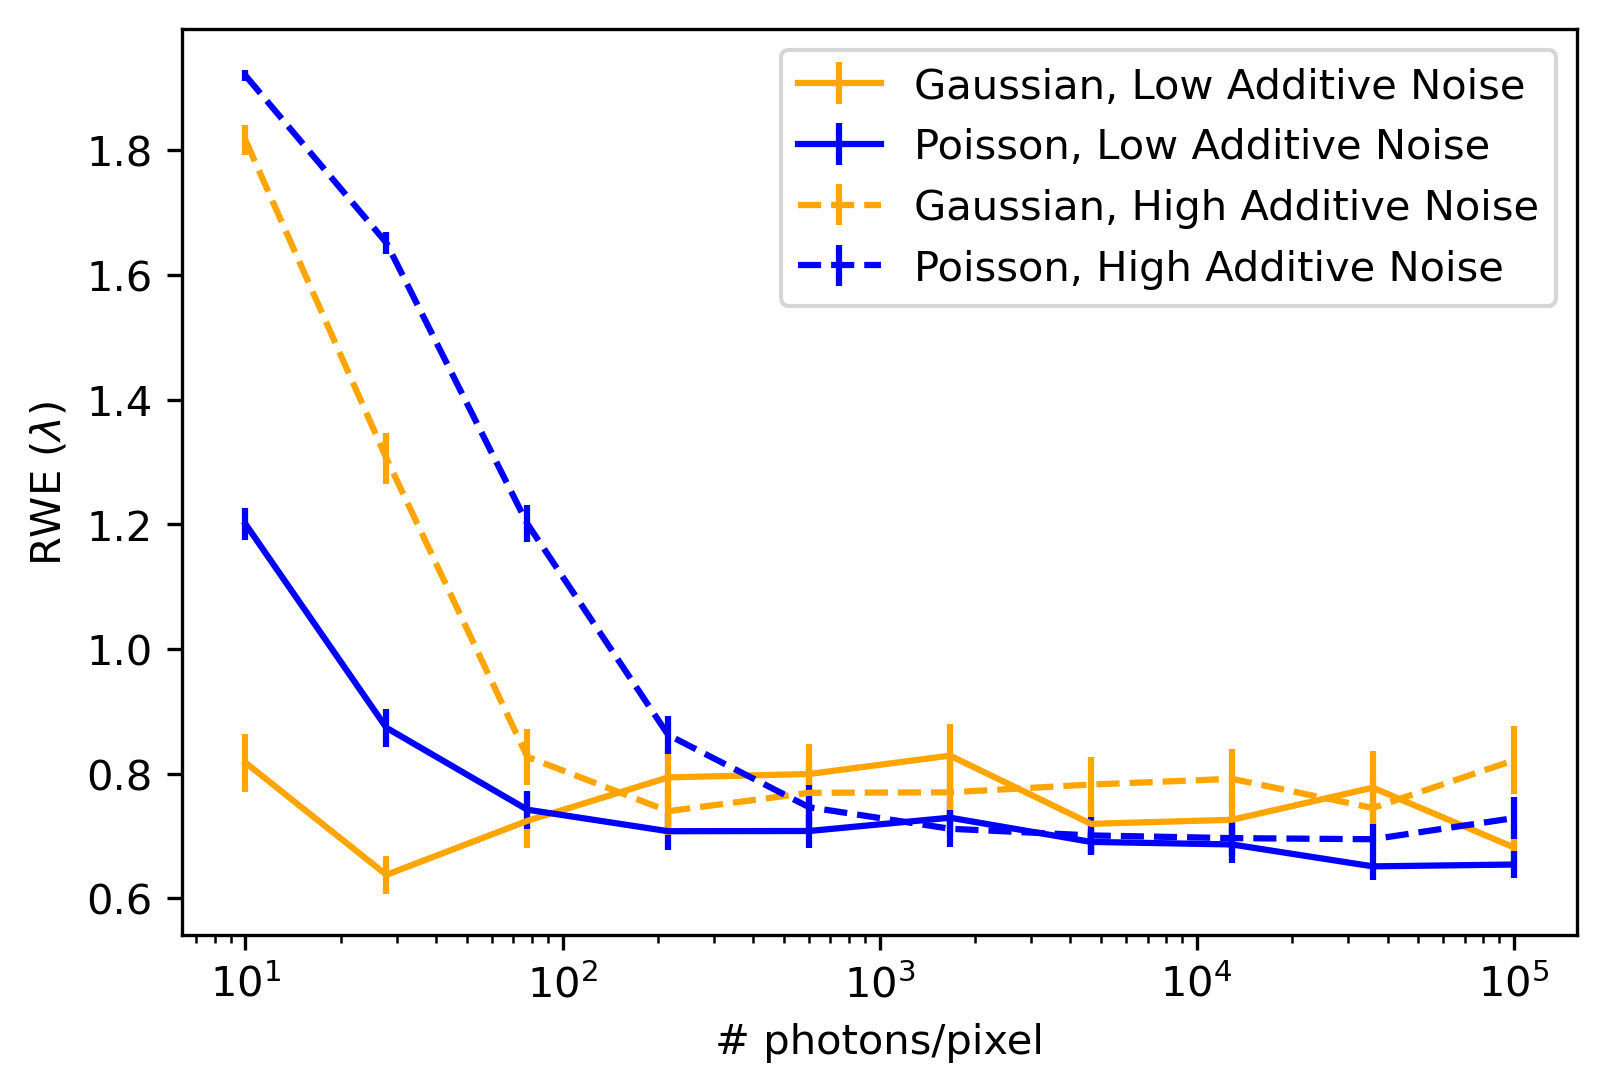 Gaussian, Low Additive Noise
Poisson, Low Additive Noise
Gaussian, High Additive Noise
Poisson, High Additive Noise
1.8
1.6
1.4
1.2
1.0
0.8
0.6
RWE (λ)
10¹ 10² 10³ 10⁴ 10⁵
# photons/pixel